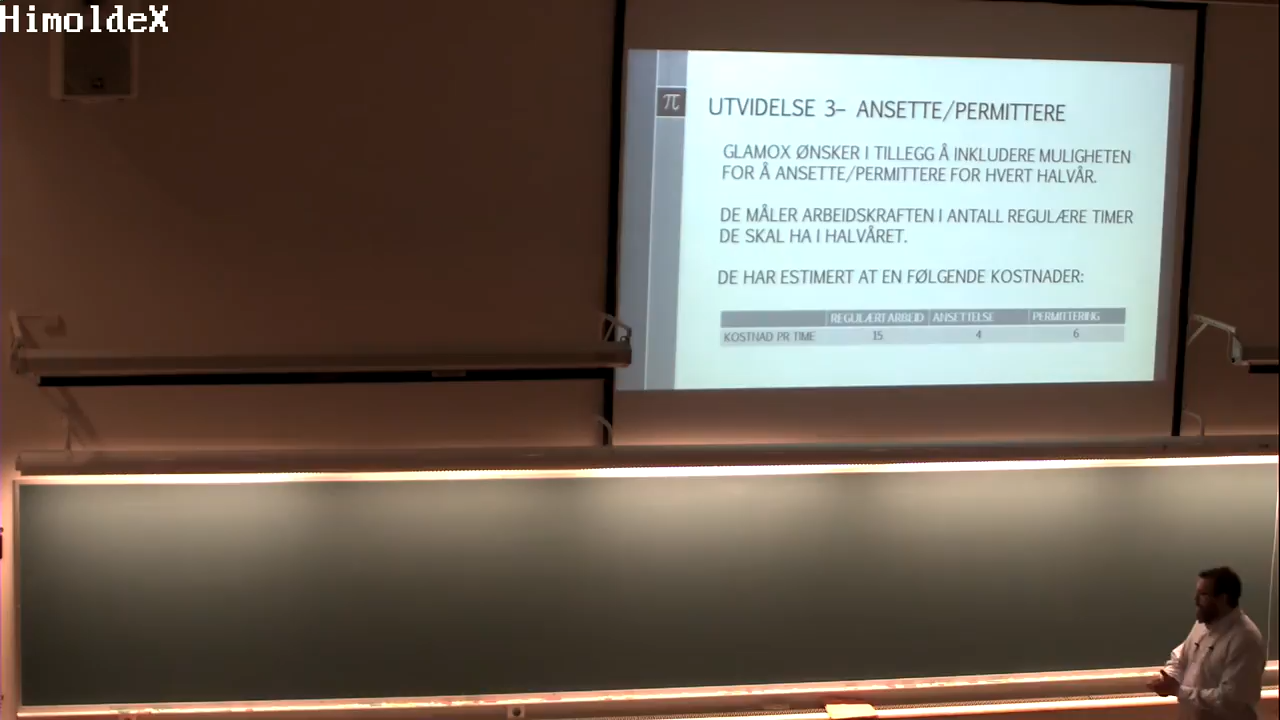 HimoldeX
π
UTVIDELSE 3– ANSETTE/PERMITTERE
GLAMOX ØNSKER I TILLEGG Å INKLUDERE MULIGHETEN
FOR Å ANSETTE/PERMITTERE FOR HVERT HALVÅR.
DE MÅLER ARBEIDSKRAFTEN I ANTALL REGULÆRE TIMER
DE SKAL HA I HALVÅRET.
DE HAR ESTIMERT AT EN FØLGENDE KOSTNADER:
REGULÆRT ARBEID ANSETTELSE PERMITTERING
KOSTNAD PR TIME 15 4 6